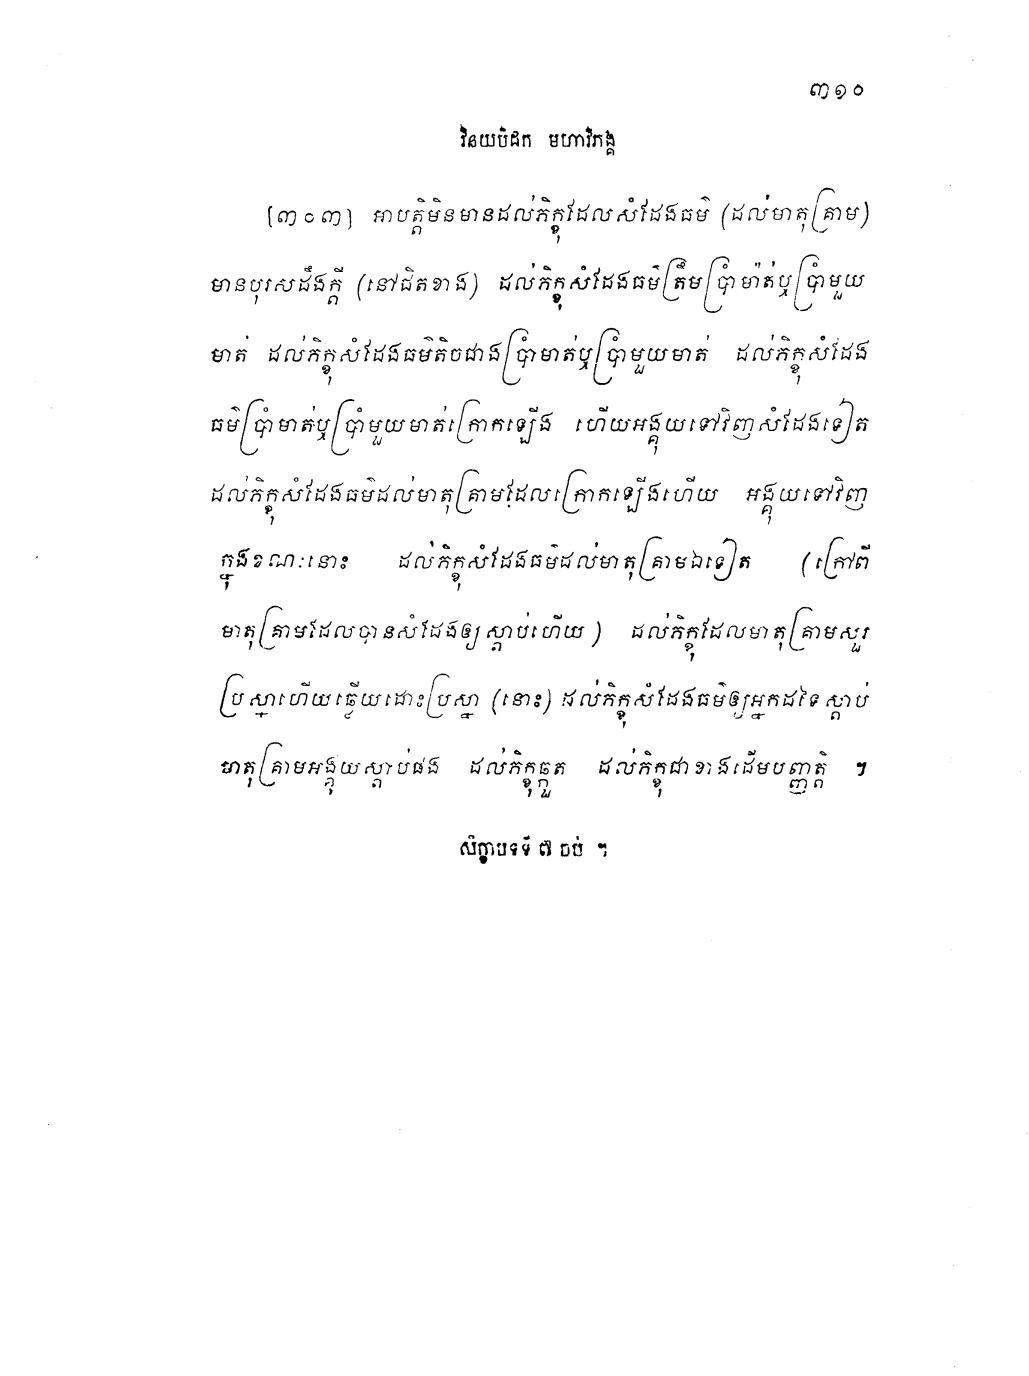 ៣១០
វិនយបិដក មហាវិភង្គ
[៣០៣] អាបត្តិមិនមានដល់ភិក្ខុដែលសំដែងធម៌ (ដល់មាតុគ្រាម)
មានបុរសដឹងក្តី (នៅជិតខាង) ដល់ភិក្ខុសំដែងធម៌ត្រឹមប្រាំម៉ាត់ឬប្រាំមួយ
មាត់ ដល់ភិក្ខុសំដែងធម៌តិចជាងប្រាំមាត់ឬប្រាំមួយមាត់ ដល់ភិក្ខុសំដែង
ធម៌ប្រាំមាត់ឬប្រាំមួយមាត់ក្រោកឡើង ហើយអង្គុយទៅវិញសំដែងទៀត
ដល់ភិក្ខុសំដែងធម៌ដល់មាតុគ្រាមដែលក្រោកឡើងហើយ អង្គុយទៅវិញ
ក្នុងខណៈនោះ ដល់ភិក្ខុសំដែងធម៌ដល់មាតុគ្រាមឯទៀត (ក្រៅពី
មាតុគ្រាមដែលបានសំដែងឲ្យស្តាប់ហើយ) ដល់ភិក្ខុដែលមាតុគ្រាមសួរ
ប្រស្នាហើយឆ្លើយដោះប្រស្នា (នោះ) ដល់ភិក្ខុសំដែងធម៌ឲ្យអ្នកដទៃស្តាប់
មាតុគ្រាមអង្គុយស្តាប់ផង ដល់ភិក្ខុឆ្កួត ដល់ភិក្ខុជាខាងដើមបញ្ញត្តិ ។
សិក្ខាបទទី ៧ ចប់ ។